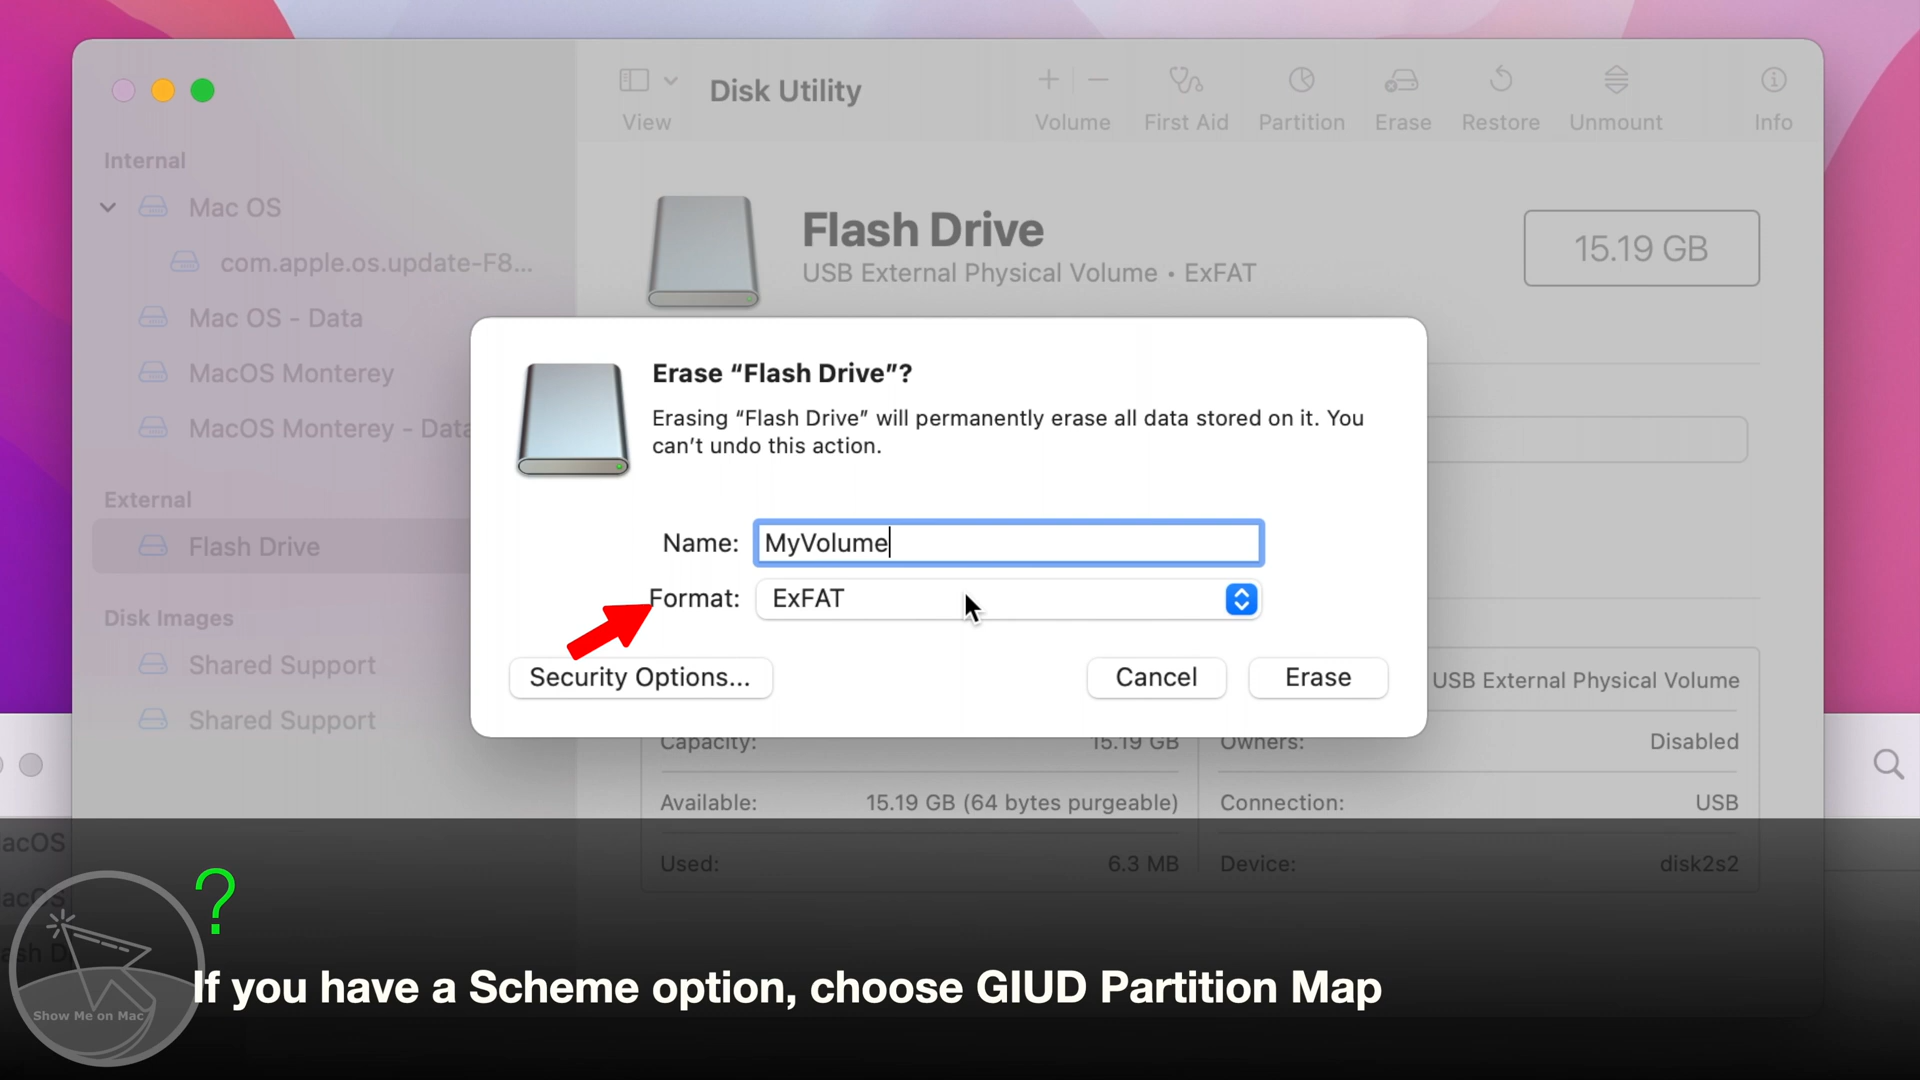 View
Disk Utility
Volume
First Aid
Partition
Erase
Restore
Unmount
Info
Internal
Mac OS
com.apple.os.update-F8...
Mac OS - Data
MacOS Monterey
MacOS Monterey - Data
External
Flash Drive
Disk Images
Shared Support
Shared Support
Flash Drive
USB External Physical Volume • ExFAT
15.19 GB
Erase “Flash Drive”?
Erasing “Flash Drive” will permanently erase all data stored on it. You
can’t undo this action.
Name: MyVolume
Format: ExFAT
Security Options...
Cancel
Erase
USB External Physical Volume
Capacity: 15.19 GB
Owners: Disabled
Available: 15.19 GB (64 bytes purgeable)
Connection: USB
Used: 6.3 MB
Device: disk2s2
acOS
?
If you have a Scheme option, choose GIUD Partition Map
Show Me on Mac